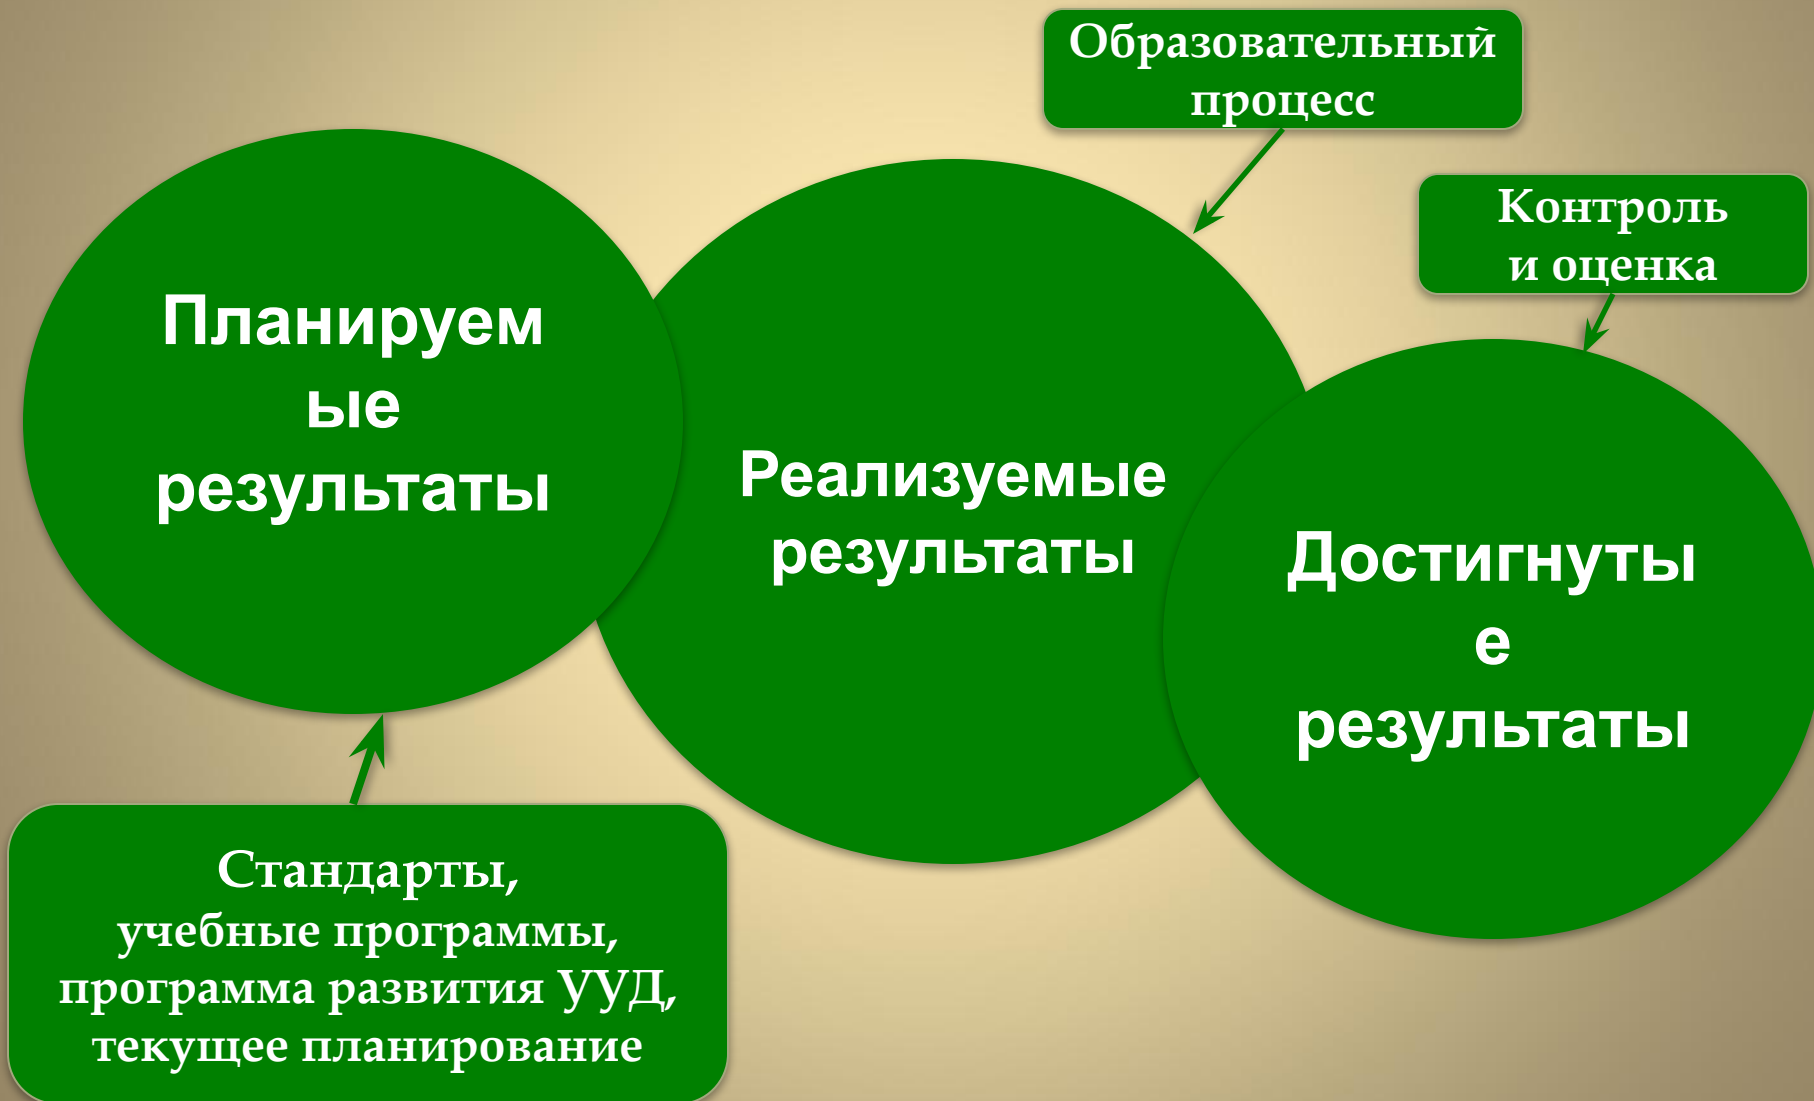 Образовательный
процесс
Контроль
и оценка
Планируем
ые
результаты
Реализуемые
результаты
Достигнуты
е
результаты
Стандарты,
учебные программы,
программа развития УУД,
текущее планирование